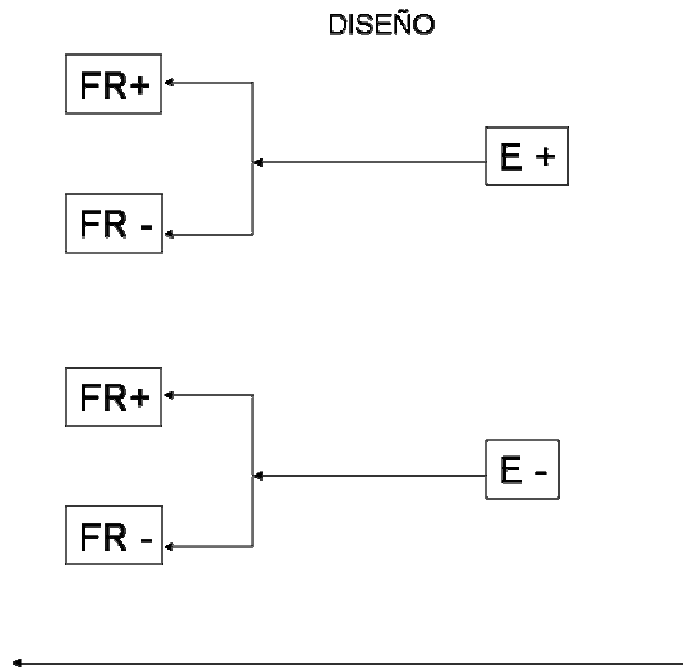 DISEÑO
FR+
E +
FR -
FR+
E -
FR -